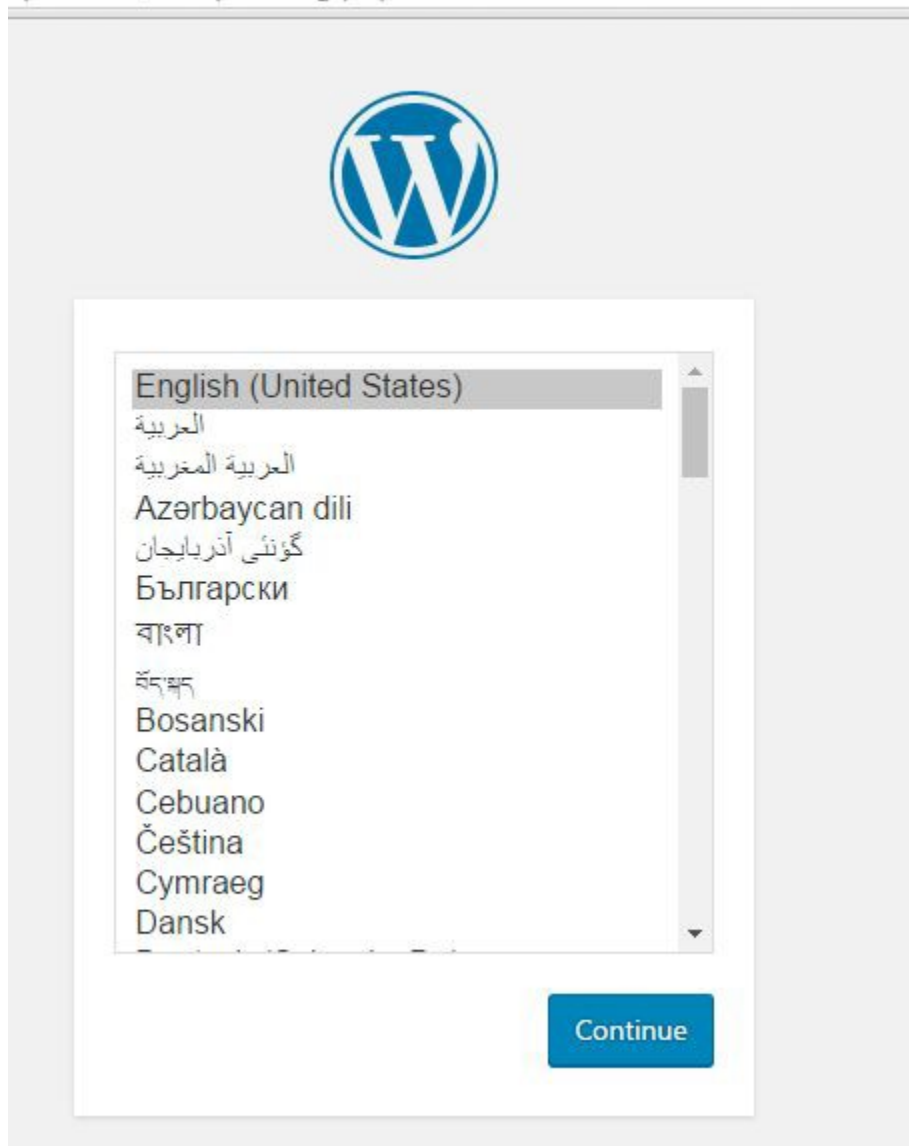 English (United States)
العربية
العربية المغربية
Azərbaycan dili
گؤنئی آذربایجان
Български
বাংলা
བོད་སྐད
Bosanski
Català
Cebuano
Čeština
Cymraeg
Dansk
Continue